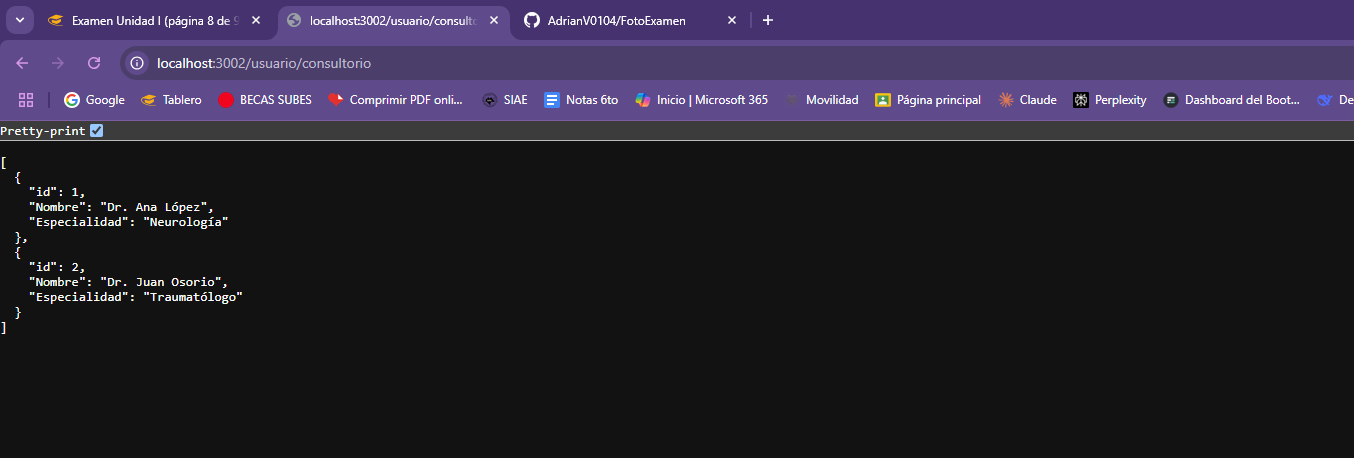 Examen Unidad I (página 8 de 9
localhost:3002/usuario/consulto
AdrianV0104/FotoExamen
localhost:3002/usuario/consultorio
Google
Tablero
BECAS SUBES
Comprimir PDF onli...
SIAE
Notas 6to
Inicio | Microsoft 365
Movilidad
Página principal
Claude
Perplexity
Dashboard del Boot...
De
Pretty-print
[
  {
    "id": 1,
    "Nombre": "Dr. Ana López",
    "Especialidad": "Neurología"
  },
  {
    "id": 2,
    "Nombre": "Dr. Juan Osorio",
    "Especialidad": "Traumatólogo"
  }
]